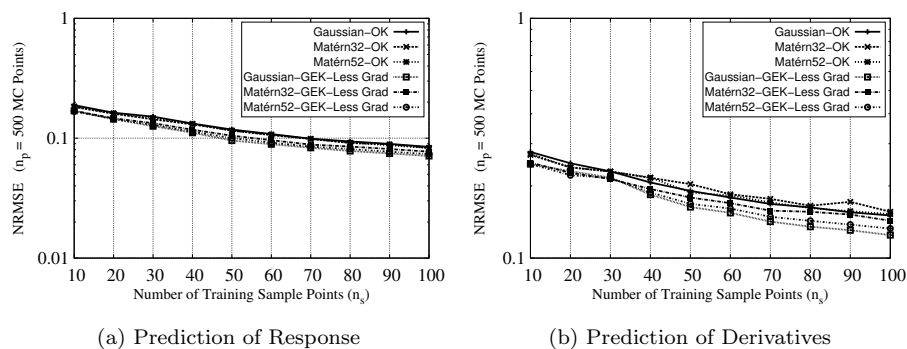 1
0.1
0.01
10 20 30 40 50 60 70 80 90 100
NRMSE (n_p = 500 MC Points)
Number of Training Sample Points (n_s)
Gaussian-OK
Matérn32-OK
Matérn52-OK
Gaussian-GEK-Less Grad
Matérn32-GEK-Less Grad
Matérn52-GEK-Less Grad
(a) Prediction of Response
1
0.1
10 20 30 40 50 60 70 80 90 100
NRMSE (n_p = 500 MC Points)
Number of Training Sample Points (n_s)
Gaussian-OK
Matérn32-OK
Matérn52-OK
Gaussian-GEK-Less Grad
Matérn32-GEK-Less Grad
Matérn52-GEK-Less Grad
(b) Prediction of Derivatives